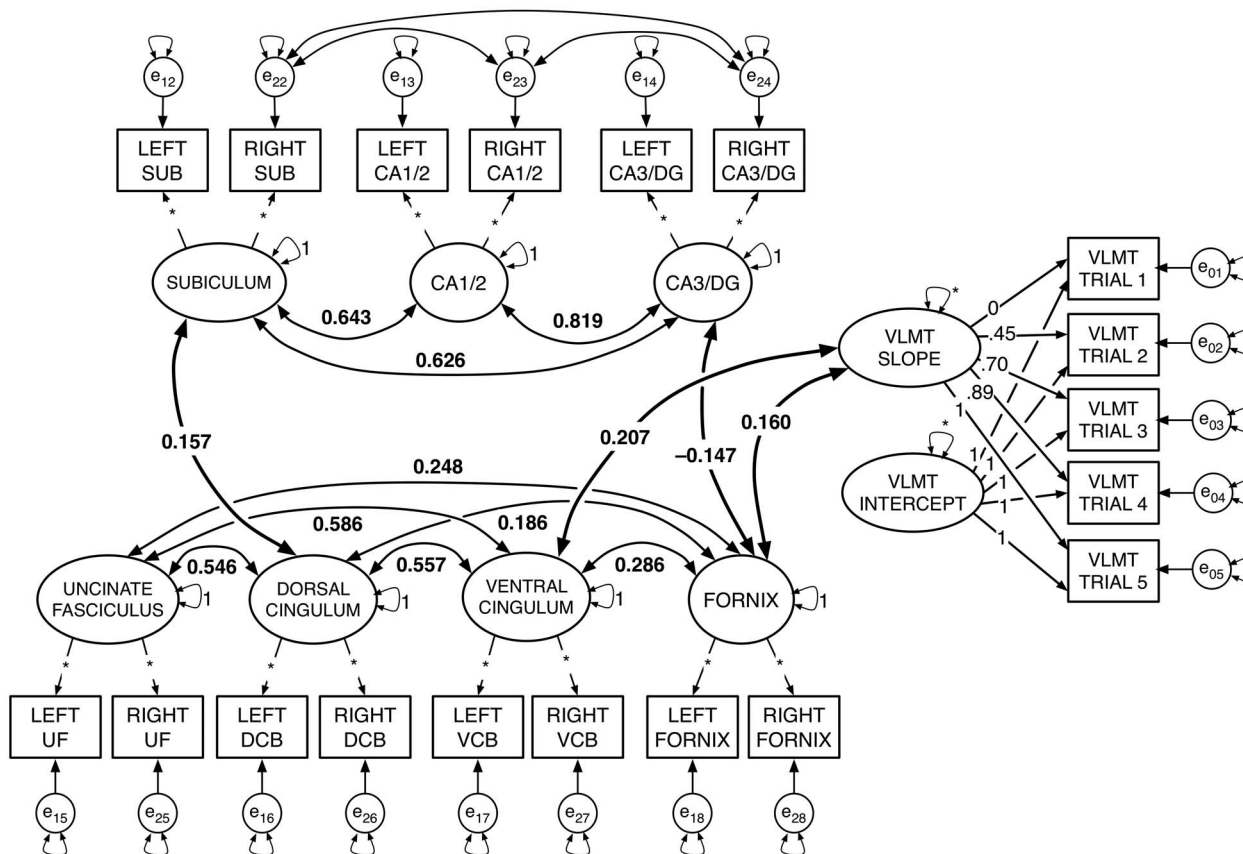 e12 e22 e13 e23 e14 e24
LEFT SUB
RIGHT SUB
LEFT CA1/2
RIGHT CA1/2
LEFT CA3/DG
RIGHT CA3/DG
* * * * * *
SUBICULUM 1
CA1/2 1
CA3/DG 1
0.643
0.819
0.626
VLMT SLOPE *
VLMT INTERCEPT *
0
.45
.70
.89
1
1
1
1
1
1
VLMT TRIAL 1 e01
VLMT TRIAL 2 e02
VLMT TRIAL 3 e03
VLMT TRIAL 4 e04
VLMT TRIAL 5 e05
0.157
0.207
–0.147
0.160
0.248
0.586
0.186
0.546
0.557
0.286
UNCINATE FASCICULUS 1
DORSAL CINGULUM 1
VENTRAL CINGULUM 1
FORNIX 1
* * * * * * * *
LEFT UF
RIGHT UF
LEFT DCB
RIGHT DCB
LEFT VCB
RIGHT VCB
LEFT FORNIX
RIGHT FORNIX
e15 e25 e16 e26 e17 e27 e18 e28